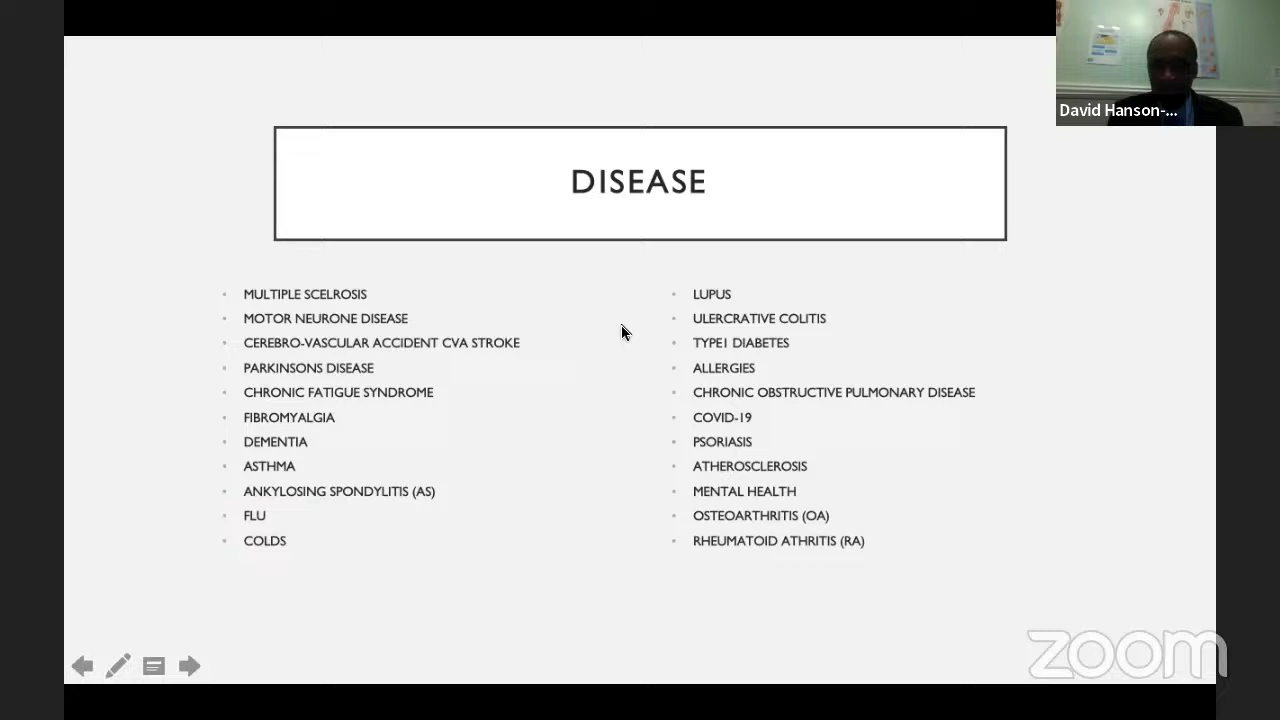 David Hanson-...
DISEASE
MULTIPLE SCELROSIS
MOTOR NEURONE DISEASE
CEREBRO-VASCULAR ACCIDENT CVA STROKE
PARKINSONS DISEASE
CHRONIC FATIGUE SYNDROME
FIBROMYALGIA
DEMENTIA
ASTHMA
ANKYLOSING SPONDYLITIS (AS)
FLU
COLDS
LUPUS
ULERCRATIVE COLITIS
TYPE1 DIABETES
ALLERGIES
CHRONIC OBSTRUCTIVE PULMONARY DISEASE
COVID-19
PSORIASIS
ATHEROSCLEROSIS
MENTAL HEALTH
OSTEOARTHRITIS (OA)
RHEUMATOID ATHRITIS (RA)
zoom